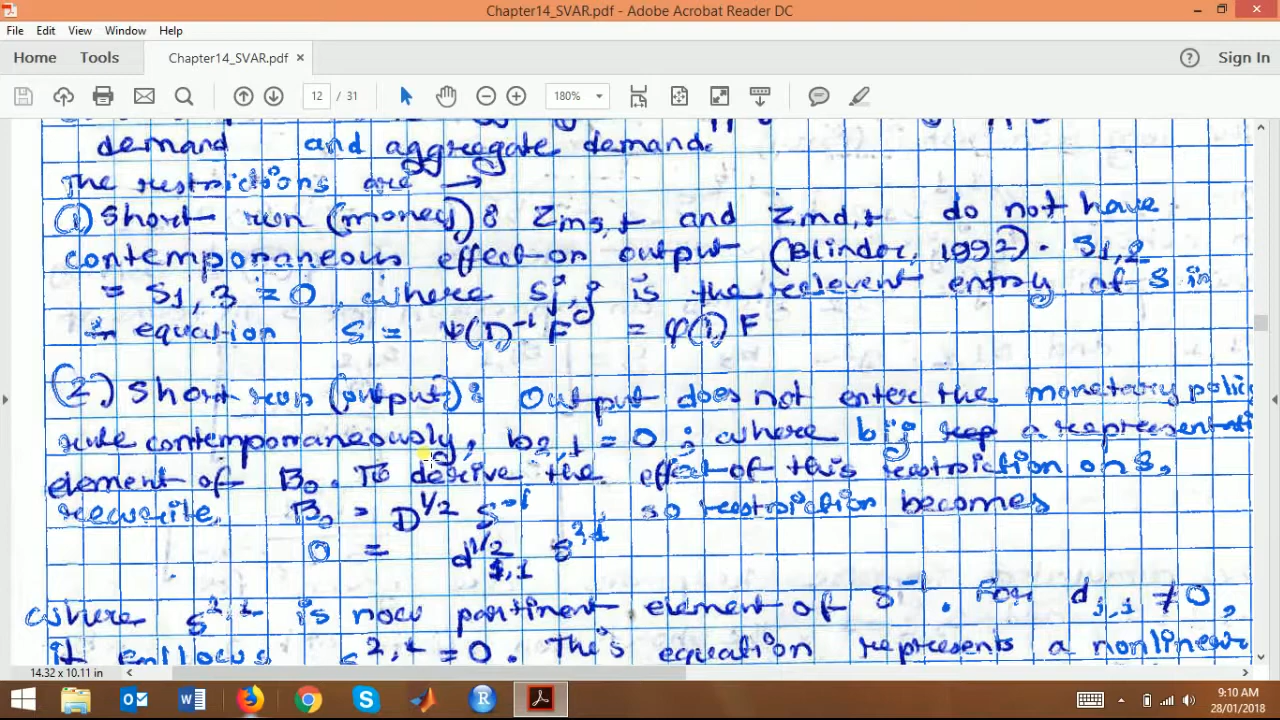 Chapter14_SVAR.pdf - Adobe Acrobat Reader DC
File Edit View Window Help
Home Tools Chapter14_SVAR.pdf × Sign In
12 / 31 180%
demand and aggregate demand.
The restrictions are →
(1) Short run (money) : Zms,t and Zmd,t do not have
contemporaneous effect on output (Blinder, 1992). S1,2
= S1,3 = 0, where Si,j is the relevent entry of S in
in equation S = ψ(1)⁻¹ F = φ(1) F
(2) Short run (output) : Output does not enter the monetary polic
rule contemporaneously, b2,1 = 0 ; where bij rep a representati
element of B₀. To derive the effect of this restriction on S,
rewrite B₀ = D^1/2 S⁻¹ so restriction becomes
0 = d^1/2 1,1 S^2,1
where S^2,1 is now pertinent element of S⁻¹. For dj,j ≠ 0,
it S^2,1 = 0. This equation represents a nonlinear
14.32 x 10.11 in
9:10 AM
28/01/2018